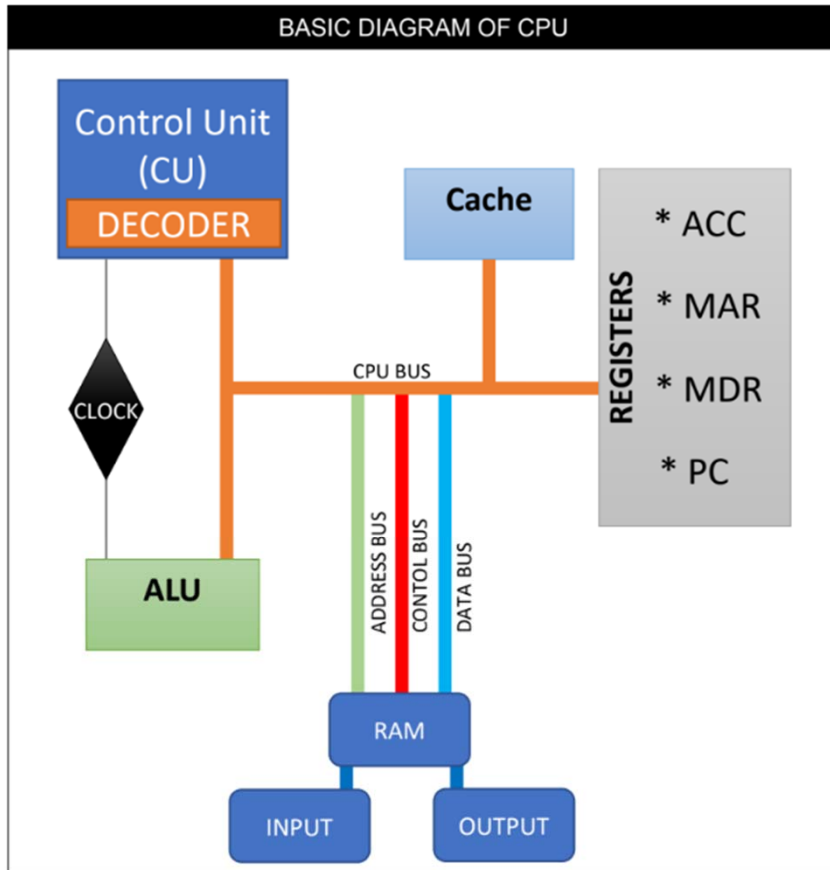 BASIC DIAGRAM OF CPU
Control Unit
(CU)
DECODER
Cache
REGISTERS
* ACC
* MAR
* MDR
* PC
CPU BUS
CLOCK
ALU
ADDRESS BUS
CONTOL BUS
DATA BUS
RAM
INPUT
OUTPUT